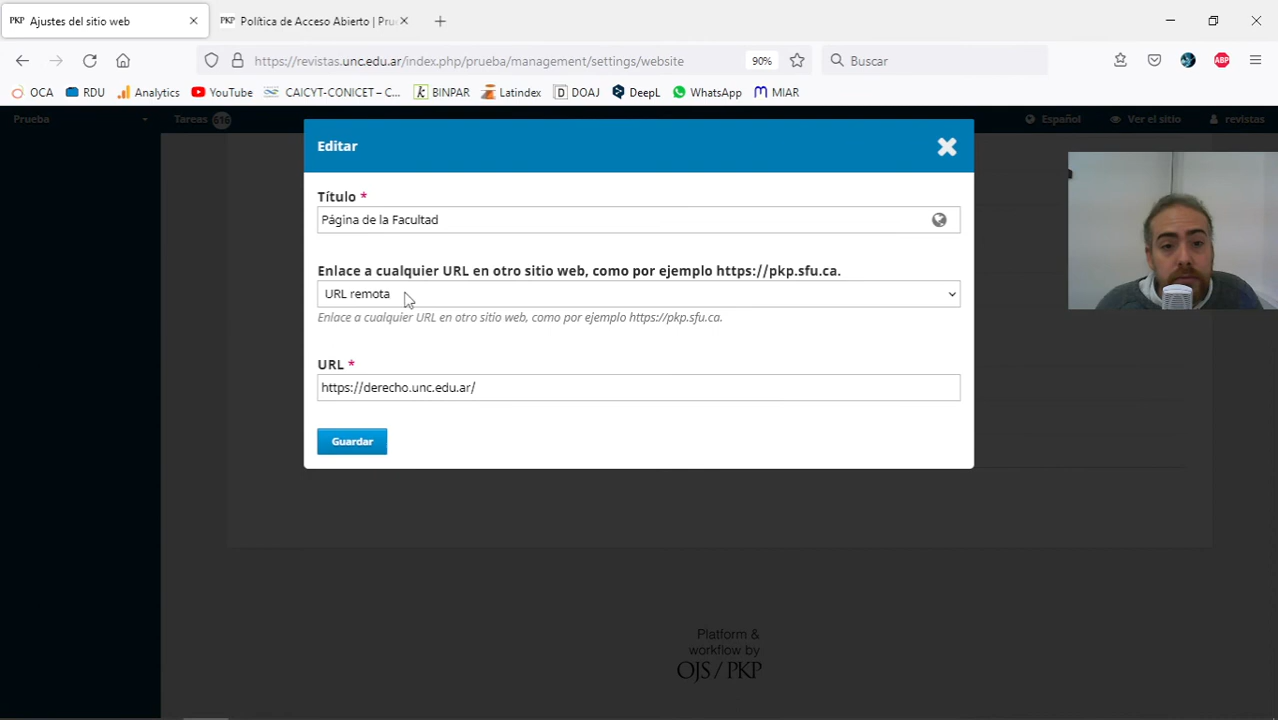 Ajustes del sitio web
Política de Acceso Abierto | Pru
https://revistas.unc.edu.ar/index.php/prueba/management/settings/website
90%
Buscar
OCA
RDU
Analytics
YouTube
CAICYT-CONICET – C...
BINPAR
Latindex
DOAJ
DeepL
WhatsApp
MIAR
Prueba
Tareas 616
Español
Ver el sitio
revistas
Editar
Título *
Página de la Facultad
Enlace a cualquier URL en otro sitio web, como por ejemplo https://pkp.sfu.ca.
URL remota
Enlace a cualquier URL en otro sitio web, como por ejemplo https://pkp.sfu.ca.
URL *
https://derecho.unc.edu.ar/
Guardar
Platform &
workflow by
OJS / PKP